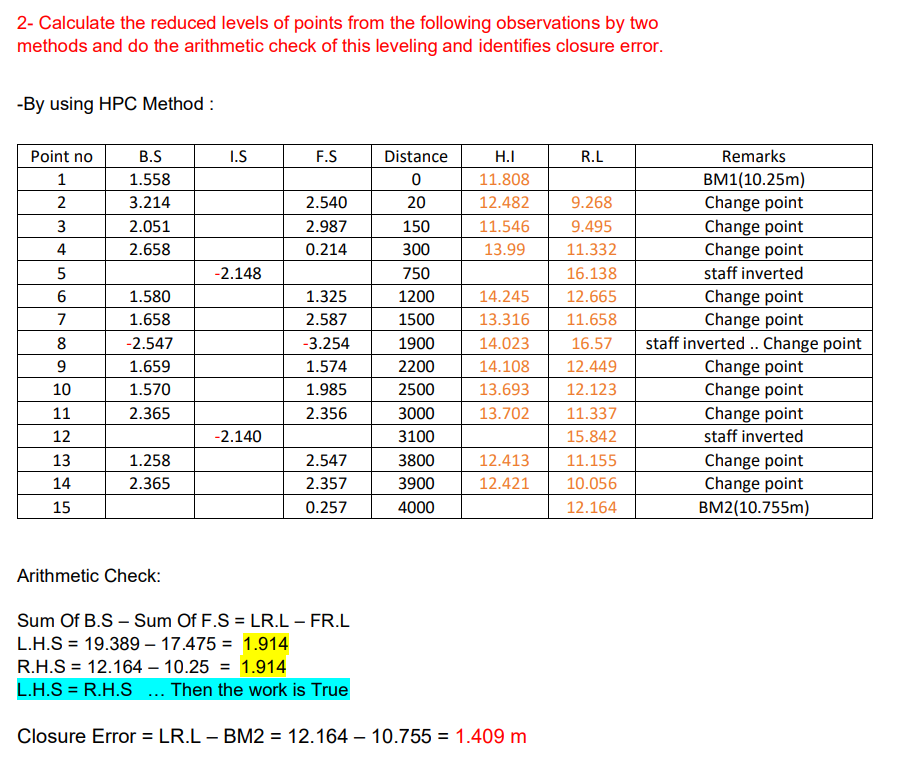 2- Calculate the reduced levels of points from the following observations by two
methods and do the arithmetic check of this leveling and identifies closure error.
-By using HPC Method :
Point no B.S I.S F.S Distance H.I R.L Remarks
1 1.558 0 11.808 BM1(10.25m)
2 3.214 2.540 20 12.482 9.268 Change point
3 2.051 2.987 150 11.546 9.495 Change point
4 2.658 0.214 300 13.99 11.332 Change point
5 -2.148 750 16.138 staff inverted
6 1.580 1.325 1200 14.245 12.665 Change point
7 1.658 2.587 1500 13.316 11.658 Change point
8 -2.547 -3.254 1900 14.023 16.57 staff inverted .. Change point
9 1.659 1.574 2200 14.108 12.449 Change point
10 1.570 1.985 2500 13.693 12.123 Change point
11 2.365 2.356 3000 13.702 11.337 Change point
12 -2.140 3100 15.842 staff inverted
13 1.258 2.547 3800 12.413 11.155 Change point
14 2.365 2.357 3900 12.421 10.056 Change point
15 0.257 4000 12.164 BM2(10.755m)
Arithmetic Check:
Sum Of B.S – Sum Of F.S = LR.L – FR.L
L.H.S = 19.389 – 17.475 = 1.914
R.H.S = 12.164 – 10.25 = 1.914
L.H.S = R.H.S ... Then the work is True
Closure Error = LR.L – BM2 = 12.164 – 10.755 = 1.409 m